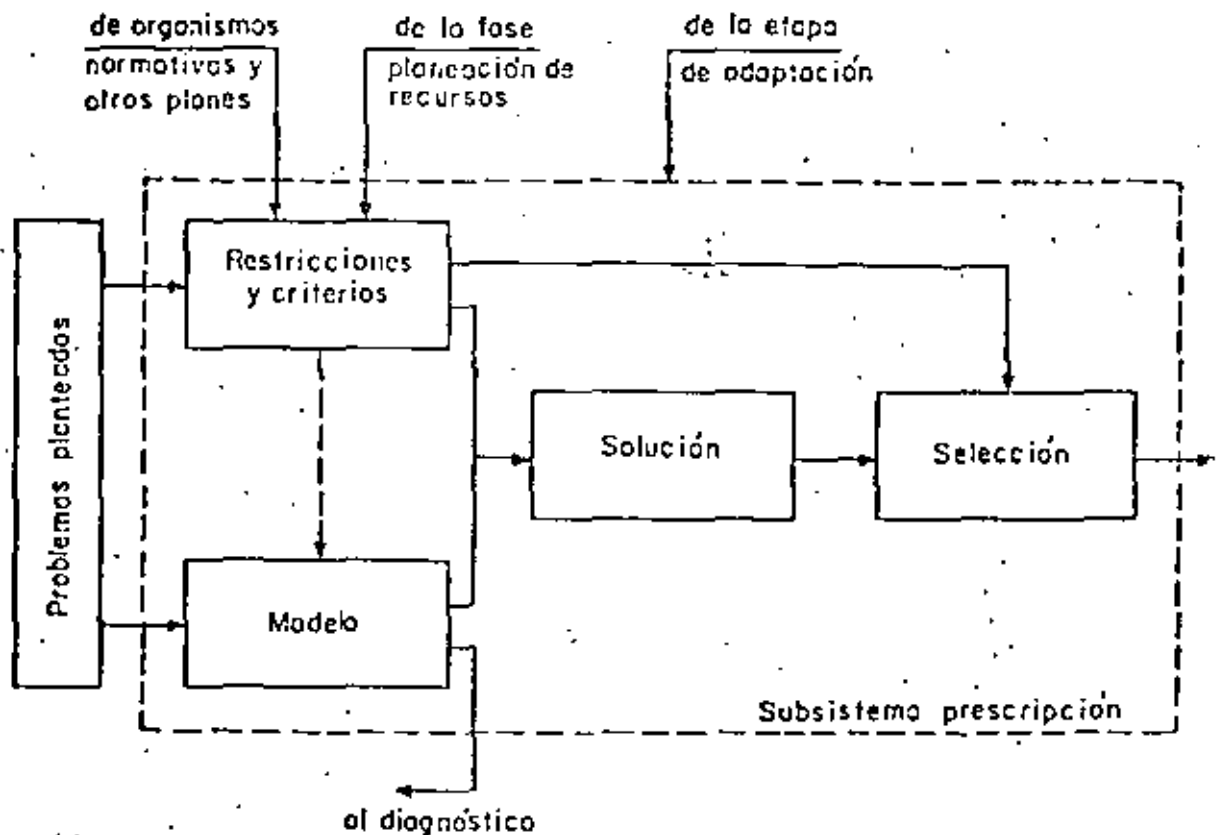 de organismos
normativos y
otros planes
de la fase
planeación de
recursos
de la etapa
de adaptación
Problemas planteados
Restricciones
y criterios
Solución
Selección
Modelo
Subsistema prescripción
al diagnóstico